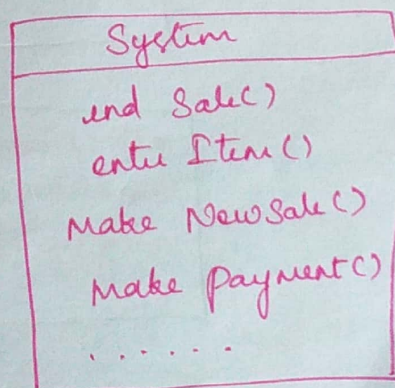 System
end Sale()
enter Item()
Make NewSale()
Make payment()
......